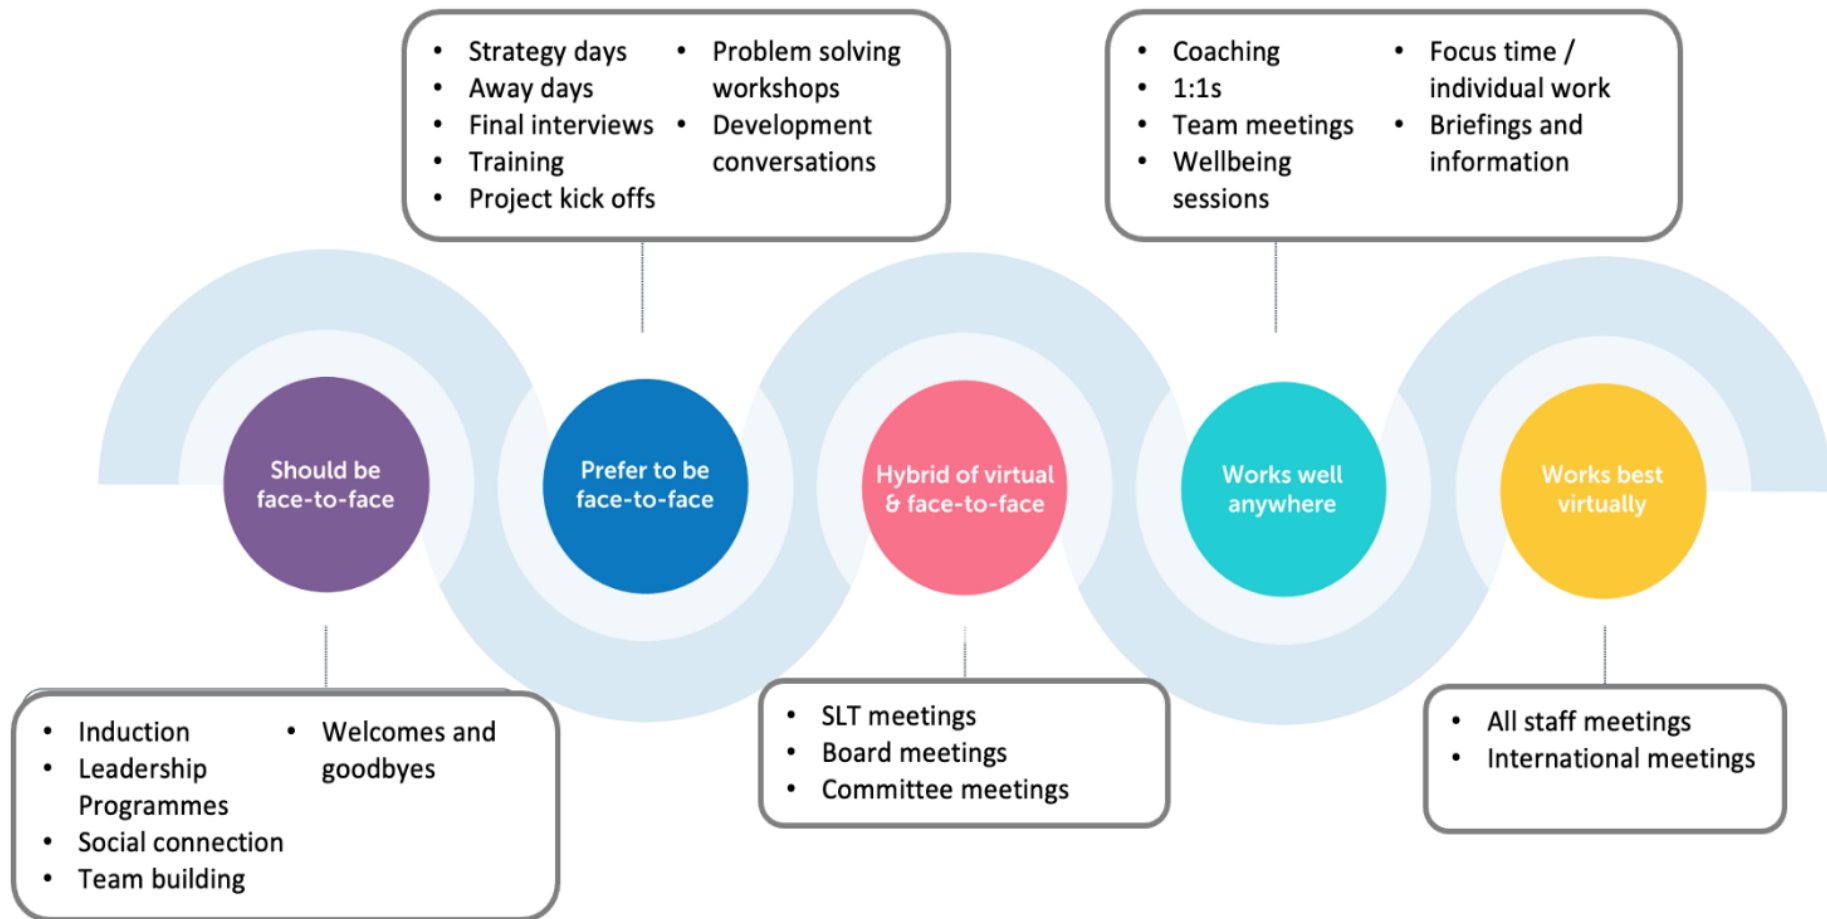 • Strategy days
• Away days
• Final interviews
• Training
• Project kick offs
• Problem solving
workshops
• Development
conversations
• Coaching
• 1:1s
• Team meetings
• Wellbeing
sessions
• Focus time /
individual work
• Briefings and
information
Should be
face-to-face
Prefer to be
face-to-face
Hybrid of virtual
& face-to-face
Works well
anywhere
Works best
virtually
• Induction
• Leadership
Programmes
• Social connection
• Team building
• Welcomes and
goodbyes
• SLT meetings
• Board meetings
• Committee meetings
• All staff meetings
• International meetings